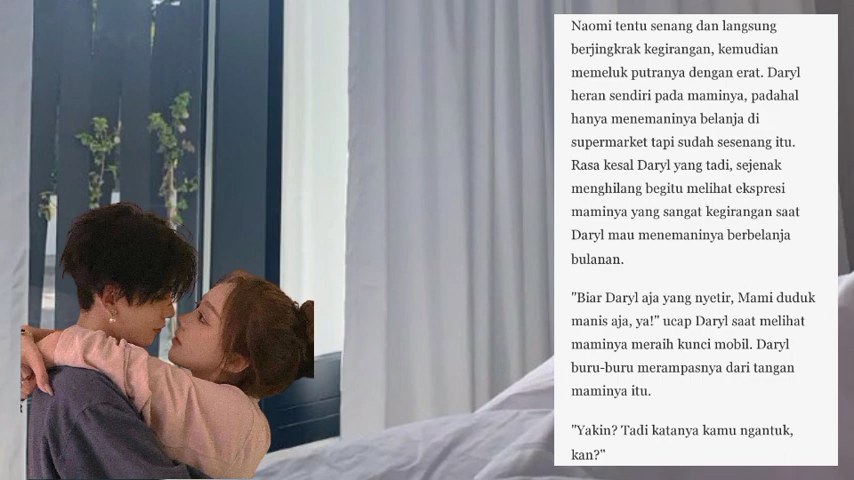 Naomi tentu senang dan langsung
berjingkrak kegirangan, kemudian
memeluk putranya dengan erat. Daryl
heran sendiri pada maminya, padahal
hanya menemaninya belanja di
supermarket tapi sudah sesenang itu.
Rasa kesal Daryl yang tadi, sejenak
menghilang begitu melihat ekspresi
maminya yang sangat kegirangan saat
Daryl mau menemaninya berbelanja
bulanan.
"Biar Daryl aja yang nyetir, Mami duduk
manis aja, ya!" ucap Daryl saat melihat
maminya meraih kunci mobil. Daryl
buru-buru merampasnya dari tangan
maminya itu.
"Yakin? Tadi katanya kamu ngantuk,
kan?"